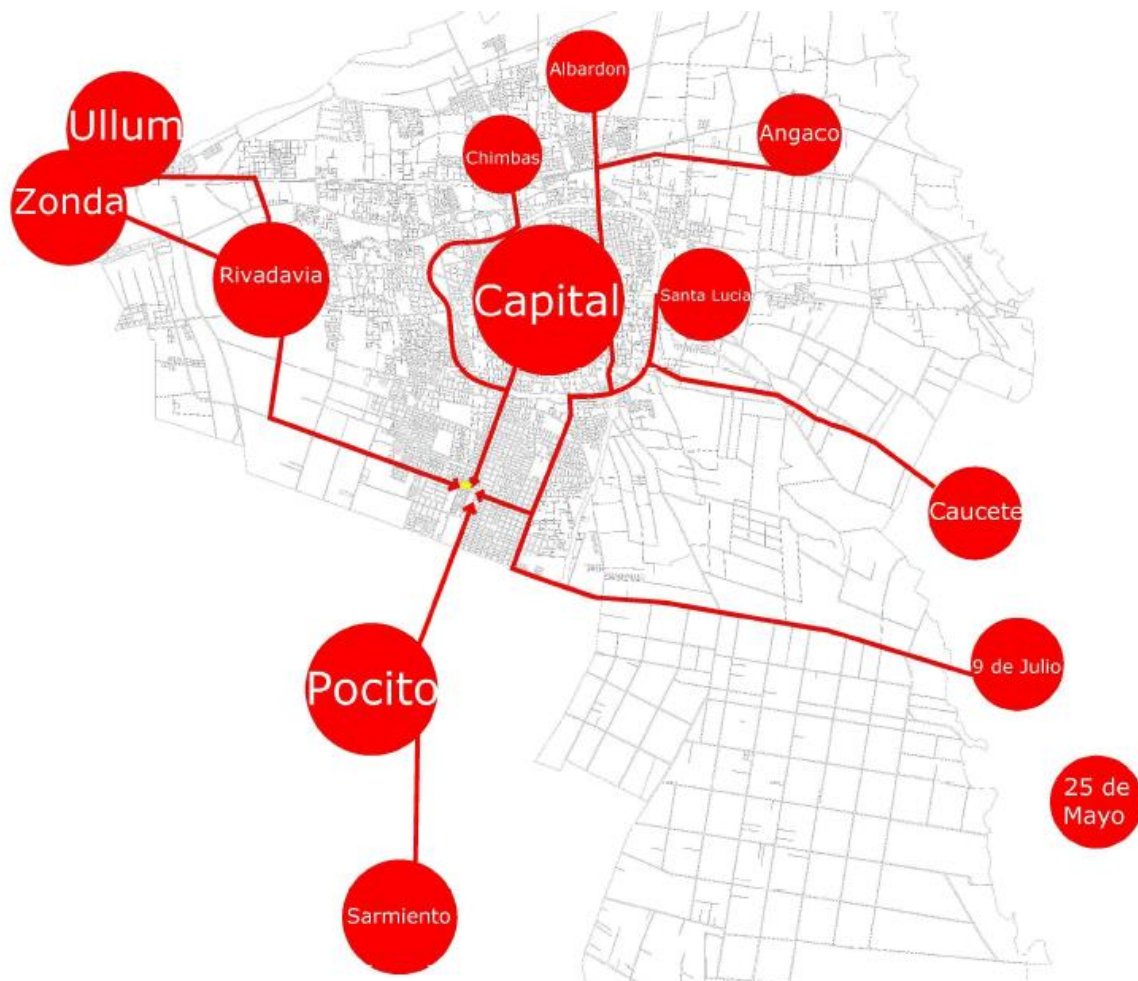 Albardon
Ullum
Angaco
Chimbas
Zonda
Rivadavia
Capital
Santa Lucia
Caucete
9 de Julio
Pocito
25 de
Mayo
Sarmiento